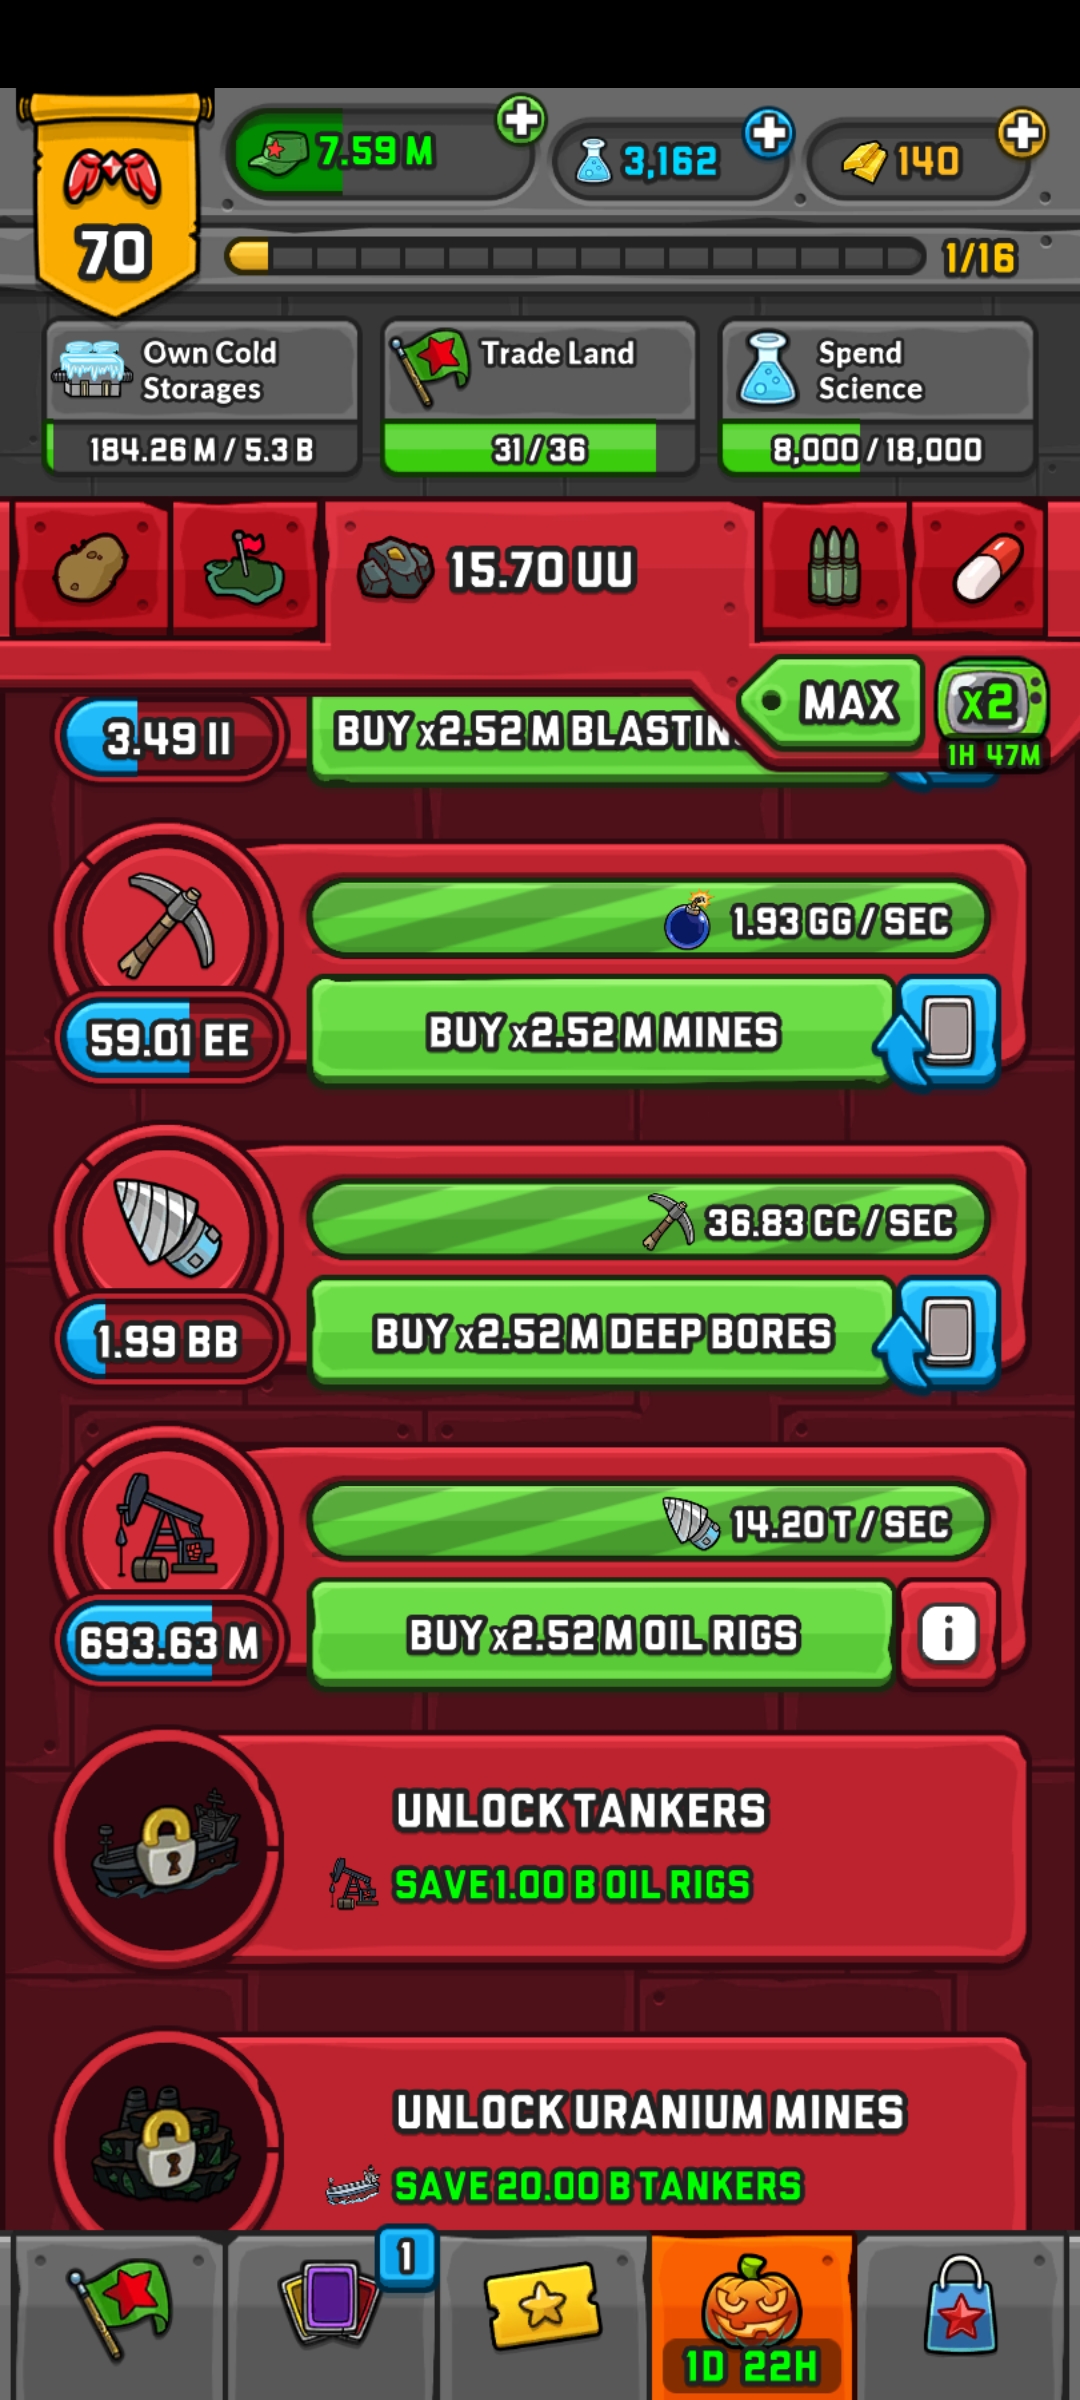 7.59 M
3,162
140
70
1/16
Own Cold
Storages
Trade Land
Spend
Science
184.26 M / 5.3 B
31 / 36
8,000 / 18,000
15.70 UU
MAX
x2
1H 47M
3.49 II
BUY x2.52 M BLASTIN
1.93 GG / SEC
59.01 EE
BUY x2.52 M MINES
36.83 CC / SEC
1.99 BB
BUY x2.52 M DEEP BORES
14.20 T / SEC
693.63 M
BUY x2.52 M OIL RIGS
i
UNLOCK TANKERS
SAVE 1.00 B OIL RIGS
UNLOCK URANIUM MINES
SAVE 20.00 B TANKERS
1
1D 22H